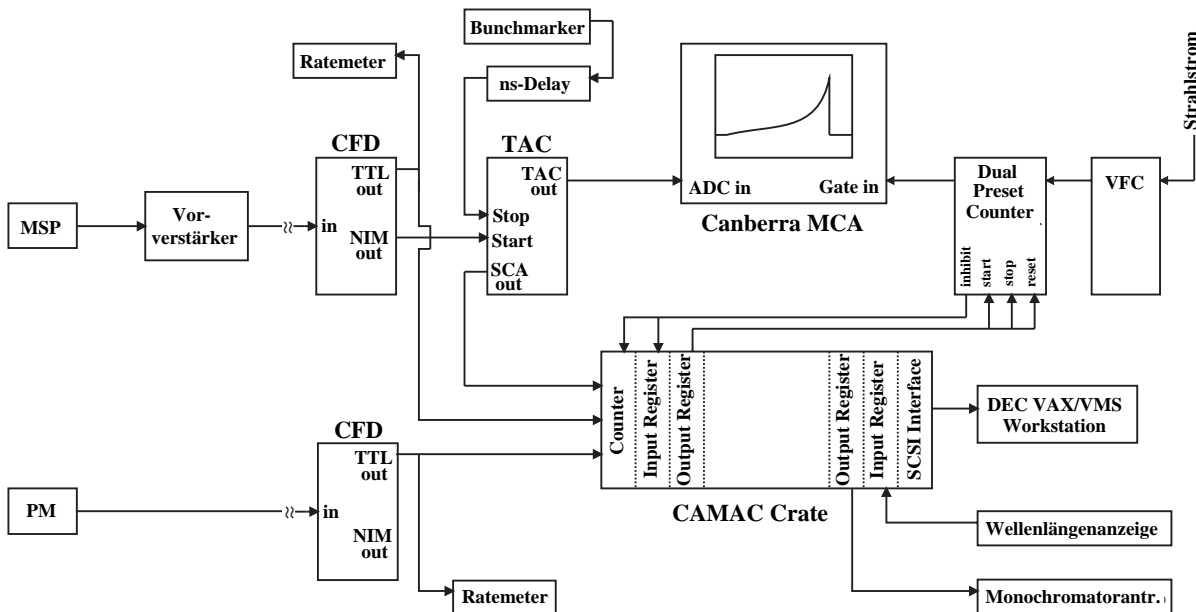 Bunchmarker
Ratemeter
ns-Delay
Strahlstrom
CFD
TTL
out
in
NIM
out
TAC
TAC
out
Stop
Start
SCA
out
ADC in
Gate in
Canberra MCA
Dual
Preset
Counter
inhibit
start
stop
reset
VFC
MSP
Vor-
verstärker
Counter
Input Register
Output Register
Output Register
Input Register
SCSI Interface
CAMAC Crate
DEC VAX/VMS
Workstation
CFD
TTL
out
in
NIM
out
PM
Wellenlängenanzeige
Ratemeter
Monochromatorantr.